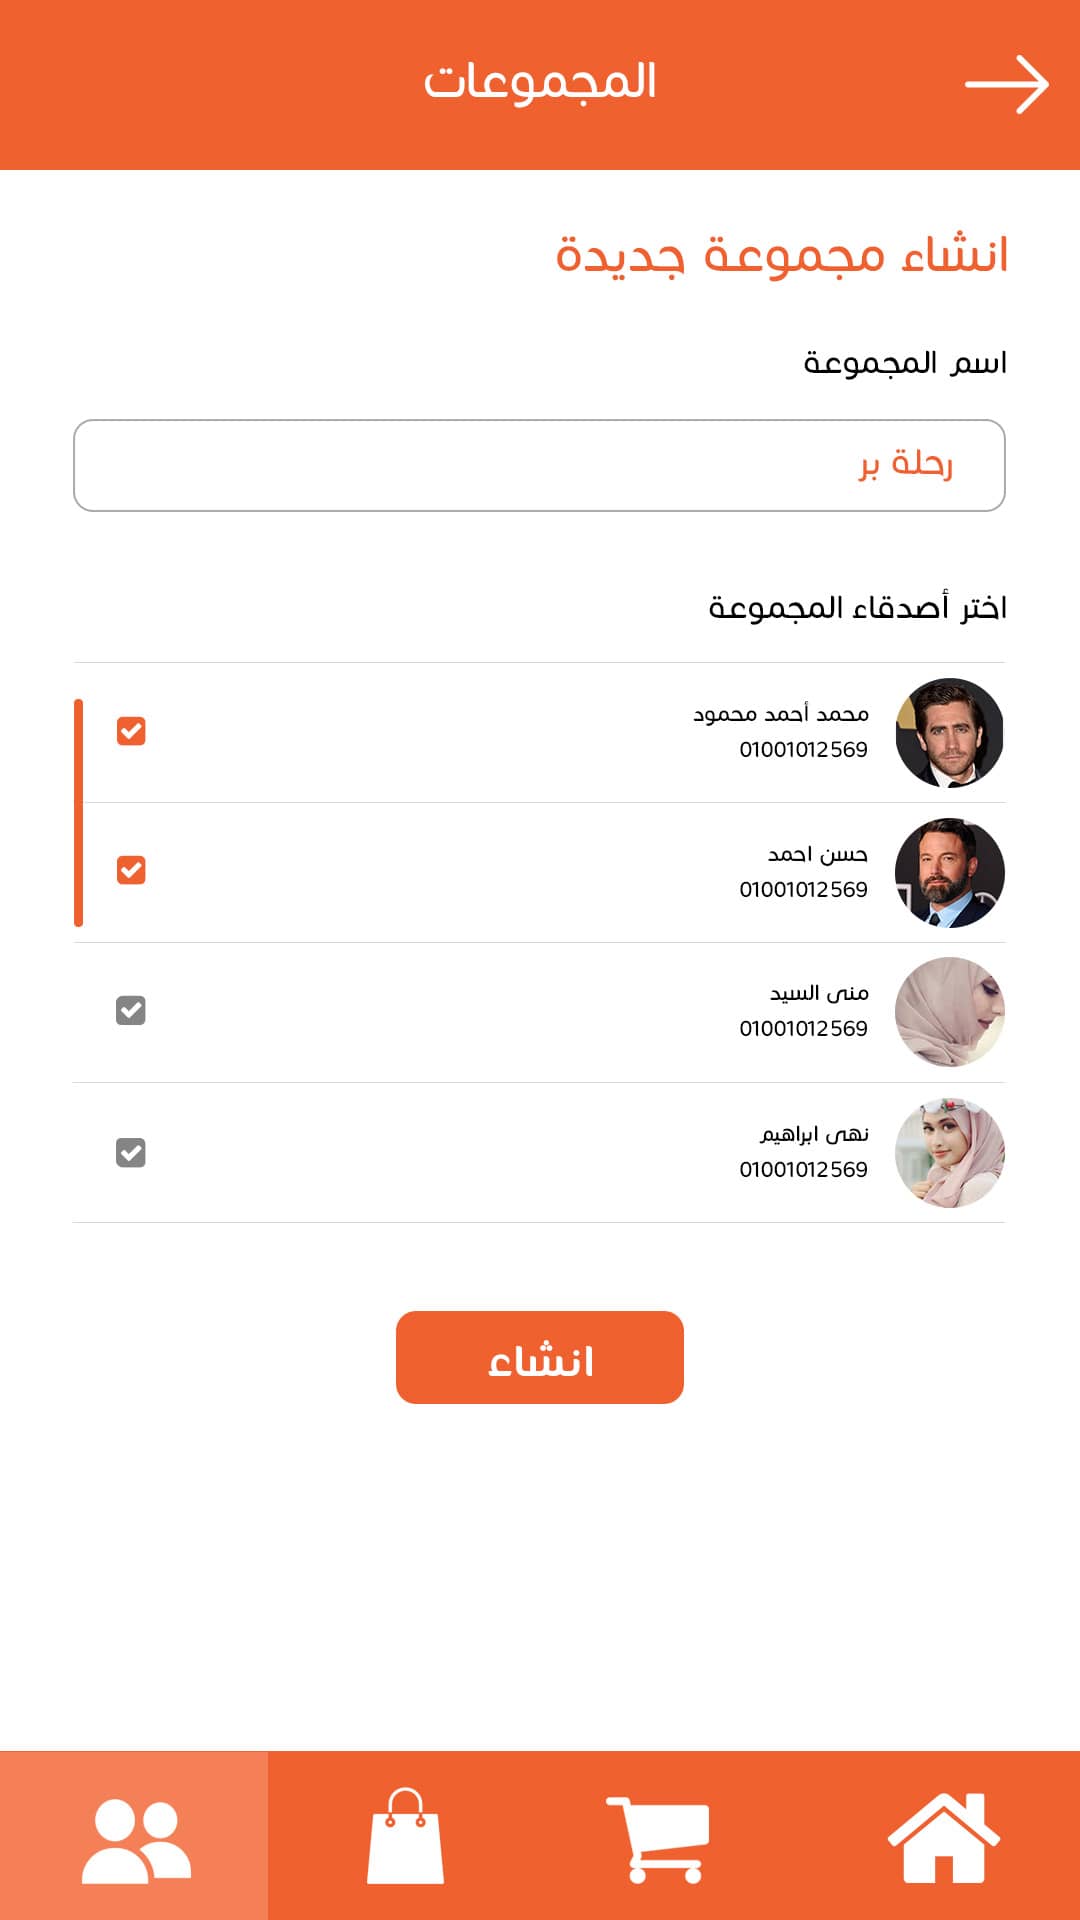 المجموعات
انشاء مجموعة جديدة
اسم المجموعة
رحلة بر
اختر أصدقاء المجموعة
محمد أحمد محمود
01001012569
حسن احمد
01001012569
منى السيد
01001012569
نهى ابراهيم
01001012569
انشاء